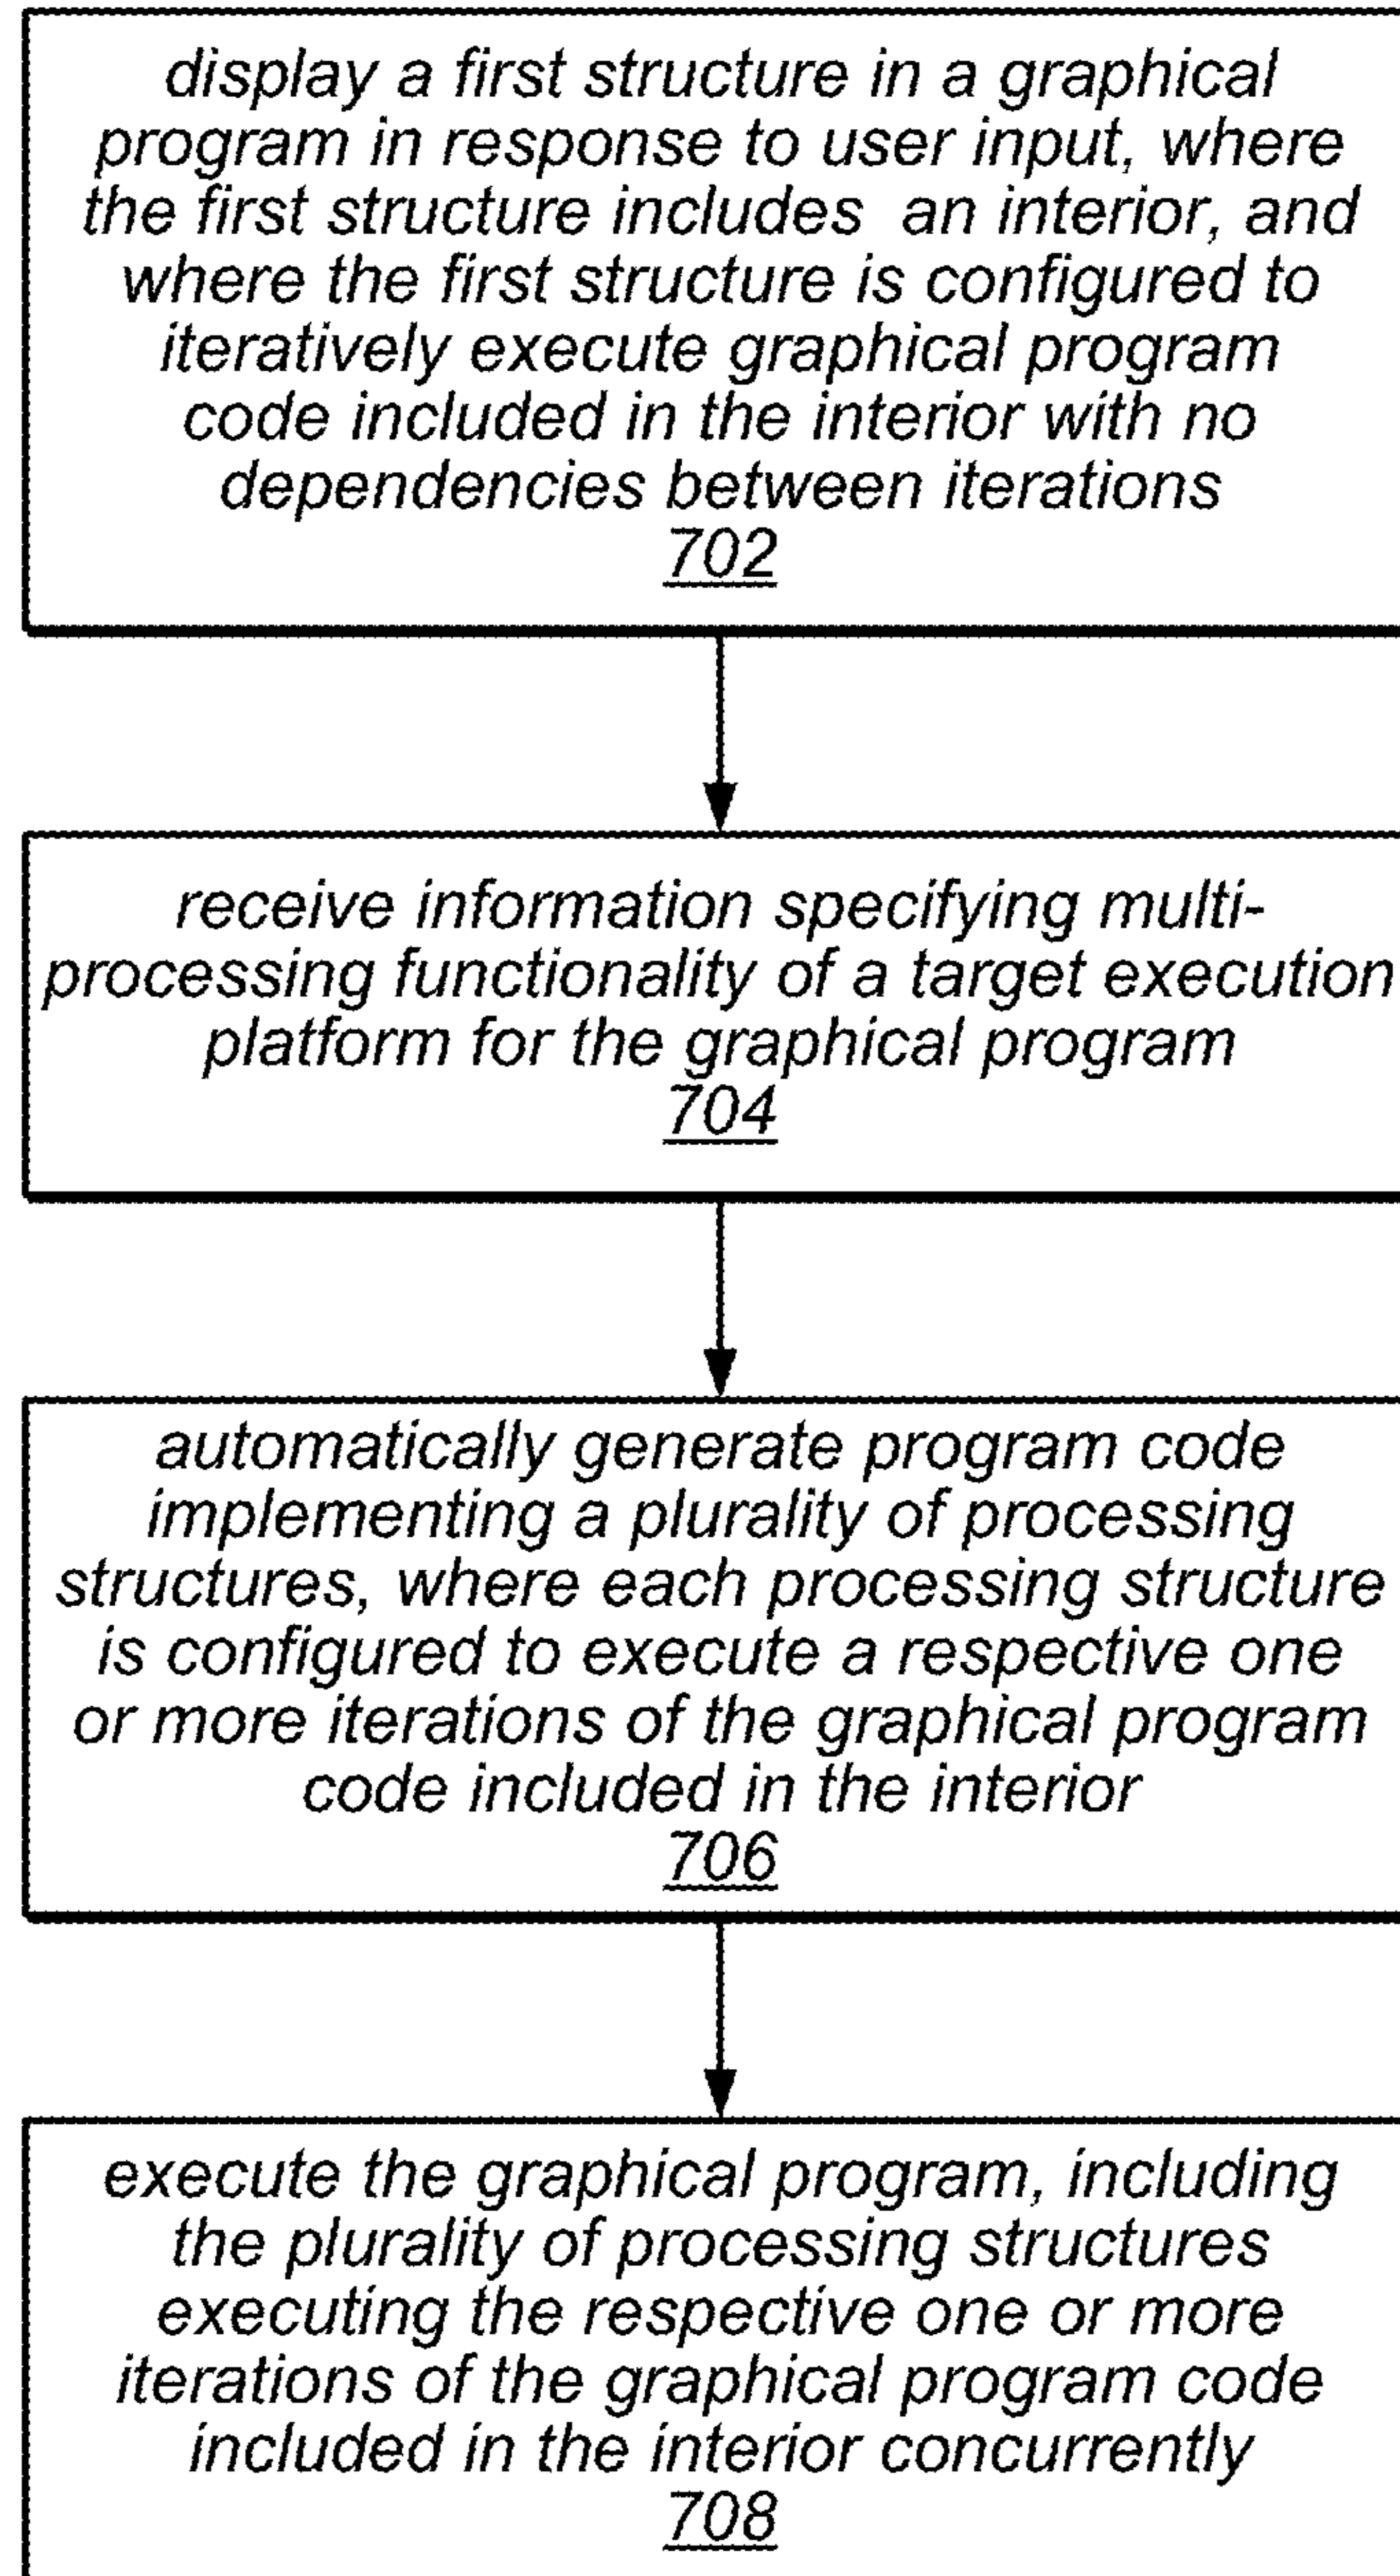 display a first structure in a graphical
program in response to user input, where
the first structure includes an interior, and
where the first structure is configured to
iteratively execute graphical program
code included in the interior with no
dependencies between iterations
702
receive information specifying multi-
processing functionality of a target execution
platform for the graphical program
704
automatically generate program code
implementing a plurality of processing
structures, where each processing structure
is configured to execute a respective one
or more iterations of the graphical program
code included in the interior
706
execute the graphical program, including
the plurality of processing structures
executing the respective one or more
iterations of the graphical program code
included in the interior concurrently
708